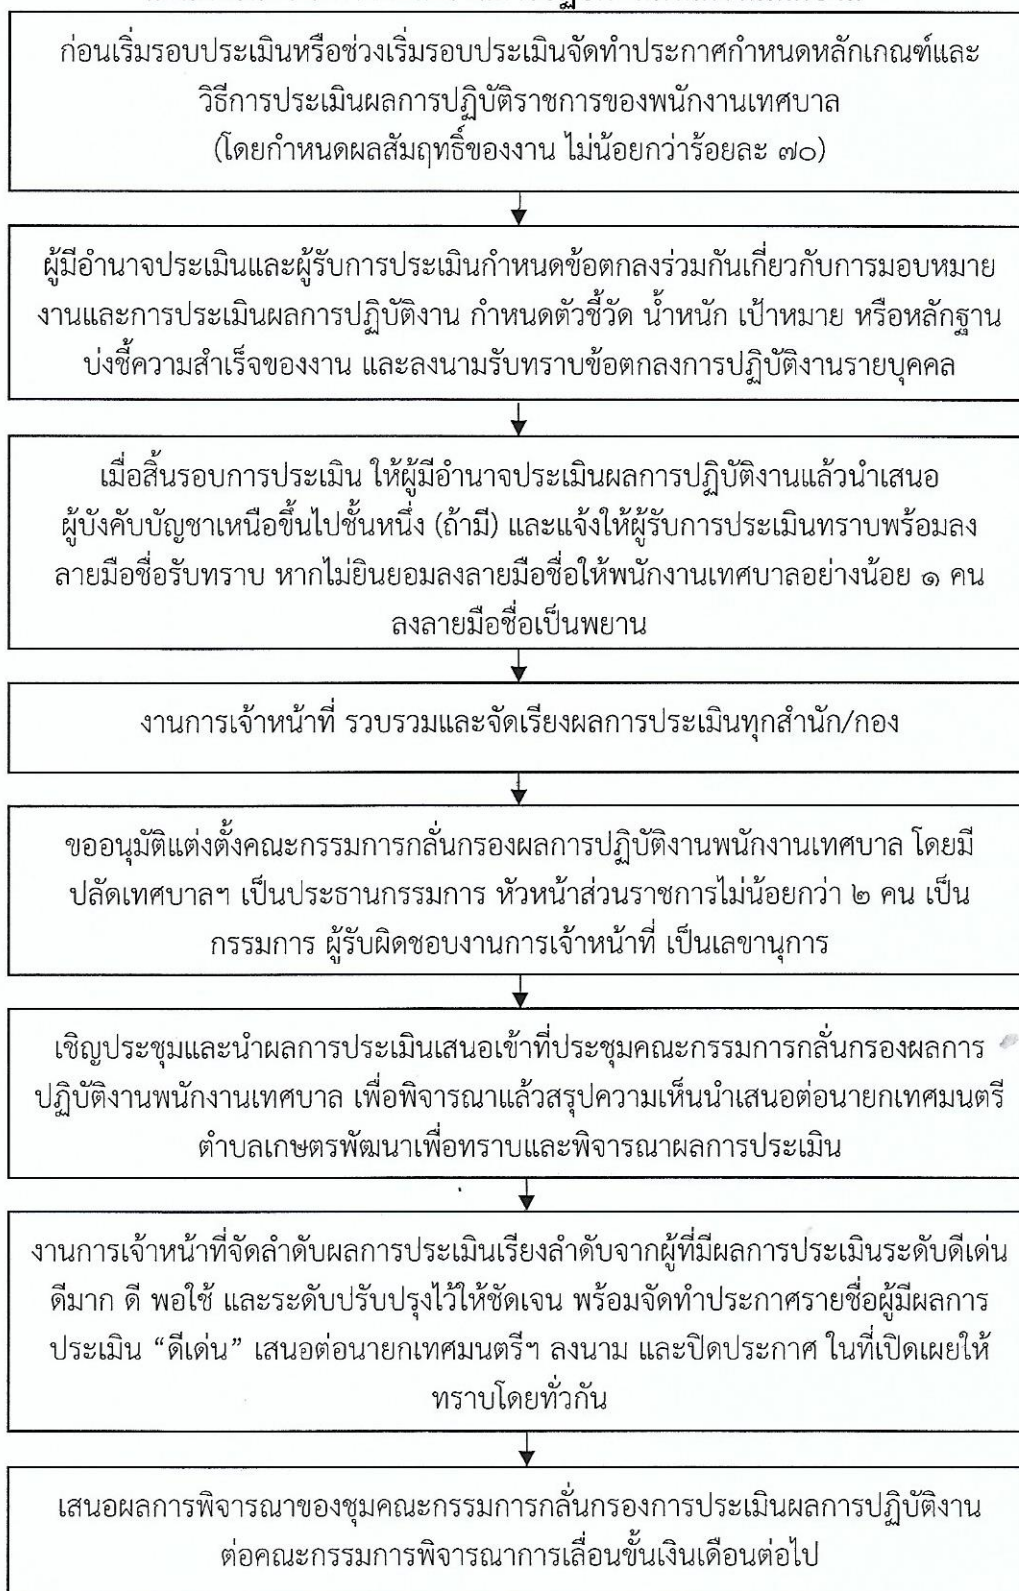 ก่อนเริ่มรอบประเมินหรือช่วงเริ่มรอบประเมินจัดทำประกาศกำหนดหลักเกณฑ์และ
วิธีการประเมินผลการปฏิบัติราชการของพนักงานเทศบาล
(โดยกำหนดผลสัมฤทธิ์ของงาน ไม่น้อยกว่าร้อยละ ๗๐)
ผู้มีอำนาจประเมินและผู้รับการประเมินกำหนดข้อตกลงร่วมกันเกี่ยวกับการมอบหมาย
งานและการประเมินผลการปฏิบัติงาน กำหนดตัวชี้วัด น้ำหนัก เป้าหมาย หรือหลักฐาน
บ่งชี้ความสำเร็จของงาน และลงนามรับทราบข้อตกลงการปฏิบัติงานรายบุคคล
เมื่อสิ้นรอบการประเมิน ให้ผู้มีอำนาจประเมินผลการปฏิบัติงานแล้วนำเสนอ
ผู้บังคับบัญชาเหนือขึ้นไปชั้นหนึ่ง (ถ้ามี) และแจ้งให้ผู้รับการประเมินทราบพร้อมลง
ลายมือชื่อรับทราบ หากไม่ยินยอมลงลายมือชื่อให้พนักงานเทศบาลอย่างน้อย ๑ คน
ลงลายมือชื่อเป็นพยาน
งานการเจ้าหน้าที่ รวบรวมและจัดเรียงผลการประเมินทุกสำนัก/กอง
ขออนุมัติแต่งตั้งคณะกรรมการกลั่นกรองผลการปฏิบัติงานพนักงานเทศบาล โดยมี
ปลัดเทศบาลฯ เป็นประธานกรรมการ หัวหน้าส่วนราชการไม่น้อยกว่า ๒ คน เป็น
กรรมการ ผู้รับผิดชอบงานการเจ้าหน้าที่ เป็นเลขานุการ
เชิญประชุมและนำผลการประเมินเสนอเข้าที่ประชุมคณะกรรมการกลั่นกรองผลการ
ปฏิบัติงานพนักงานเทศบาล เพื่อพิจารณาแล้วสรุปความเห็นนำเสนอต่อนายกเทศมนตรี
ตำบลเกษตรพัฒนาเพื่อทราบและพิจารณาผลการประเมิน
งานการเจ้าหน้าที่จัดลำดับผลการประเมินเรียงลำดับจากผู้ที่มีผลการประเมินระดับดีเด่น
ดีมาก ดี พอใช้ และระดับปรับปรุงไว้ให้ชัดเจน พร้อมจัดทำประกาศรายชื่อผู้มีผลการ
ประเมิน “ดีเด่น” เสนอต่อนายกเทศมนตรีฯ ลงนาม และปิดประกาศ ในที่เปิดเผยให้
ทราบโดยทั่วกัน
เสนอผลการพิจารณาของชุมคณะกรรมการกลั่นกรองการประเมินผลการปฏิบัติงาน
ต่อคณะกรรมการพิจารณาการเลื่อนขั้นเงินเดือนต่อไป